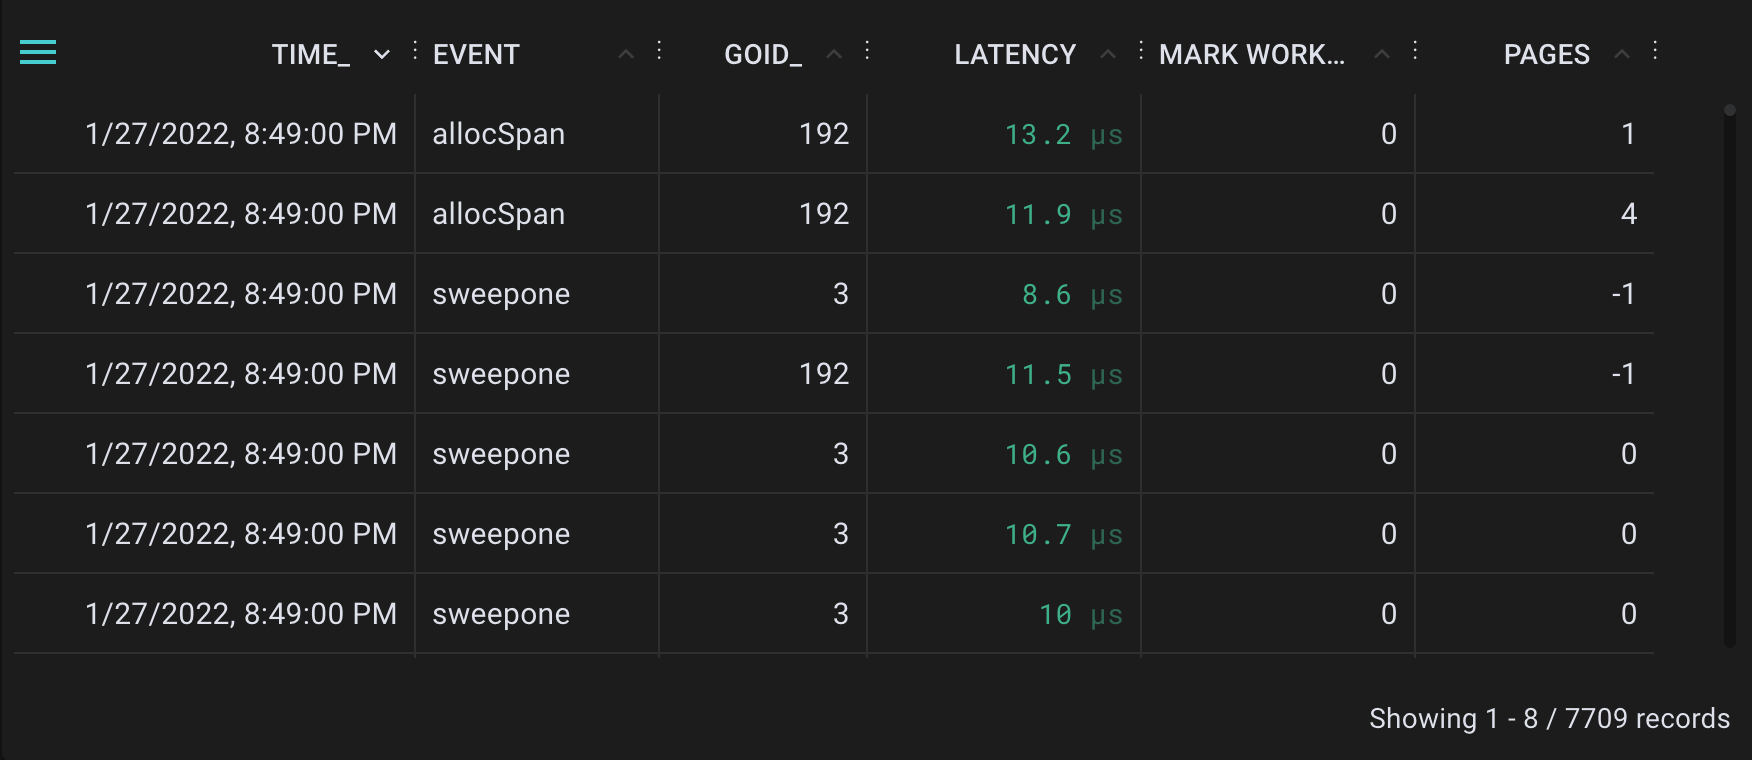 TIME_ EVENT GOID_ LATENCY MARK WORK... PAGES
1/27/2022, 8:49:00 PM allocSpan 192 13.2 µs 0 1
1/27/2022, 8:49:00 PM allocSpan 192 11.9 µs 0 4
1/27/2022, 8:49:00 PM sweepone 3 8.6 µs 0 -1
1/27/2022, 8:49:00 PM sweepone 192 11.5 µs 0 -1
1/27/2022, 8:49:00 PM sweepone 3 10.6 µs 0 0
1/27/2022, 8:49:00 PM sweepone 3 10.7 µs 0 0
1/27/2022, 8:49:00 PM sweepone 3 10 µs 0 0
Showing 1 - 8 / 7709 records